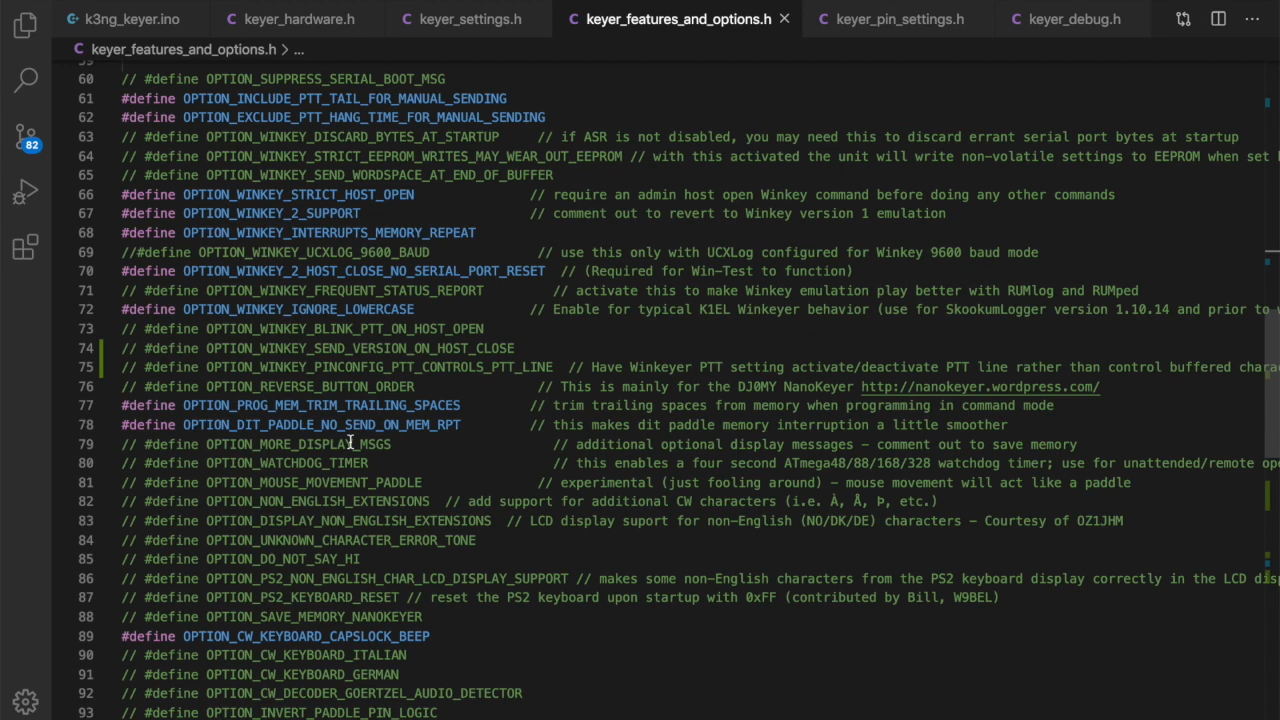 k3ng_keyer.ino
keyer_hardware.h
keyer_settings.h
keyer_features_and_options.h
keyer_pin_settings.h
keyer_debug.h
keyer_features_and_options.h > ...
59
60 // #define OPTION_SUPPRESS_SERIAL_BOOT_MSG
61 #define OPTION_INCLUDE_PTT_TAIL_FOR_MANUAL_SENDING
62 #define OPTION_EXCLUDE_PTT_HANG_TIME_FOR_MANUAL_SENDING
63 // #define OPTION_WINKEY_DISCARD_BYTES_AT_STARTUP // if ASR is not disabled, you may need this to discard errant serial port bytes at startup
64 // #define OPTION_WINKEY_STRICT_EEPROM_WRITES_MAY_WEAR_OUT_EEPROM // with this activated the unit will write non-volatile settings to EEPROM when set
65 // #define OPTION_WINKEY_SEND_WORDSPACE_AT_END_OF_BUFFER
66 #define OPTION_WINKEY_STRICT_HOST_OPEN // require an admin host open Winkey command before doing any other commands
67 #define OPTION_WINKEY_2_SUPPORT // comment out to revert to Winkey version 1 emulation
68 #define OPTION_WINKEY_INTERRUPTS_MEMORY_REPEAT
69 //#define OPTION_WINKEY_UCXLOG_9600_BAUD // use this only with UCXLog configured for Winkey 9600 baud mode
70 #define OPTION_WINKEY_2_HOST_CLOSE_NO_SERIAL_PORT_RESET // (Required for Win-Test to function)
71 // #define OPTION_WINKEY_FREQUENT_STATUS_REPORT // activate this to make Winkey emulation play better with RUMlog and RUMped
72 #define OPTION_WINKEY_IGNORE_LOWERCASE // Enable for typical K1EL Winkeyer behavior (use for SkookumLogger version 1.10.14 and prior to
73 // #define OPTION_WINKEY_BLINK_PTT_ON_HOST_OPEN
74 // #define OPTION_WINKEY_SEND_VERSION_ON_HOST_CLOSE
75 // #define OPTION_WINKEY_PINCONFIG_PTT_CONTROLS_PTT_LINE // Have Winkeyer PTT setting activate/deactivate PTT line rather than control buffered chara
76 // #define OPTION_REVERSE_BUTTON_ORDER // This is mainly for the DJ0MY NanoKeyer http://nanokeyer.wordpress.com/
77 #define OPTION_PROG_MEM_TRIM_TRAILING_SPACES // trim trailing spaces from memory when programming in command mode
78 #define OPTION_DIT_PADDLE_NO_SEND_ON_MEM_RPT // this makes dit paddle memory interruption a little smoother
79 // #define OPTION_MORE_DISPLAY_MSGS // additional optional display messages – comment out to save memory
80 // #define OPTION_WATCHDOG_TIMER // this enables a four second ATmega48/88/168/328 watchdog timer; use for unattended/remote ope
81 // #define OPTION_MOUSE_MOVEMENT_PADDLE // experimental (just fooling around) – mouse movement will act like a paddle
82 // #define OPTION_NON_ENGLISH_EXTENSIONS // add support for additional CW characters (i.e. À, Å, Þ, etc.)
83 // #define OPTION_DISPLAY_NON_ENGLISH_EXTENSIONS // LCD display suport for non-English (NO/DK/DE) characters – Courtesy of OZ1JHM
84 // #define OPTION_UNKNOWN_CHARACTER_ERROR_TONE
85 // #define OPTION_DO_NOT_SAY_HI
86 // #define OPTION_PS2_NON_ENGLISH_CHAR_LCD_DISPLAY_SUPPORT // makes some non-English characters from the PS2 keyboard display correctly in the LCD dis
87 // #define OPTION_PS2_KEYBOARD_RESET // reset the PS2 keyboard upon startup with 0xFF (contributed by Bill, W9BEL)
88 // #define OPTION_SAVE_MEMORY_NANOKEYER
89 #define OPTION_CW_KEYBOARD_CAPSLOCK_BEEP
90 // #define OPTION_CW_KEYBOARD_ITALIAN
91 // #define OPTION_CW_KEYBOARD_GERMAN
92 // #define OPTION_CW_DECODER_GOERTZEL_AUDIO_DETECTOR
93 // #define OPTION_INVERT_PADDLE_PIN_LOGIC
82